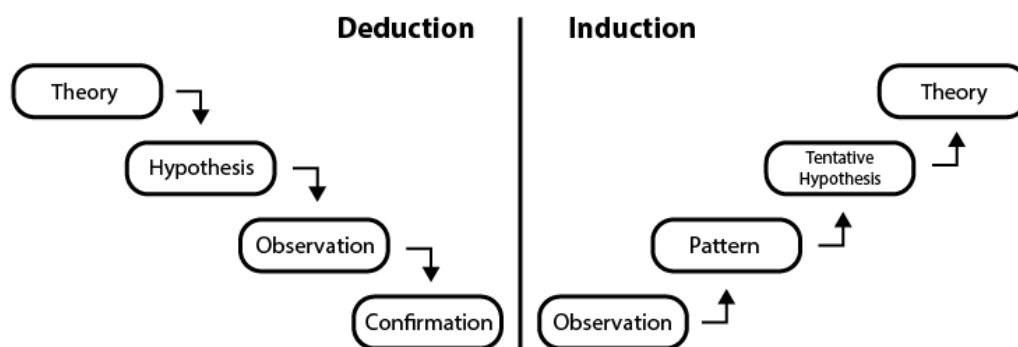 Deduction
Theory
Hypothesis
Observation
Confirmation
Induction
Theory
Tentative
Hypothesis
Pattern
Observation